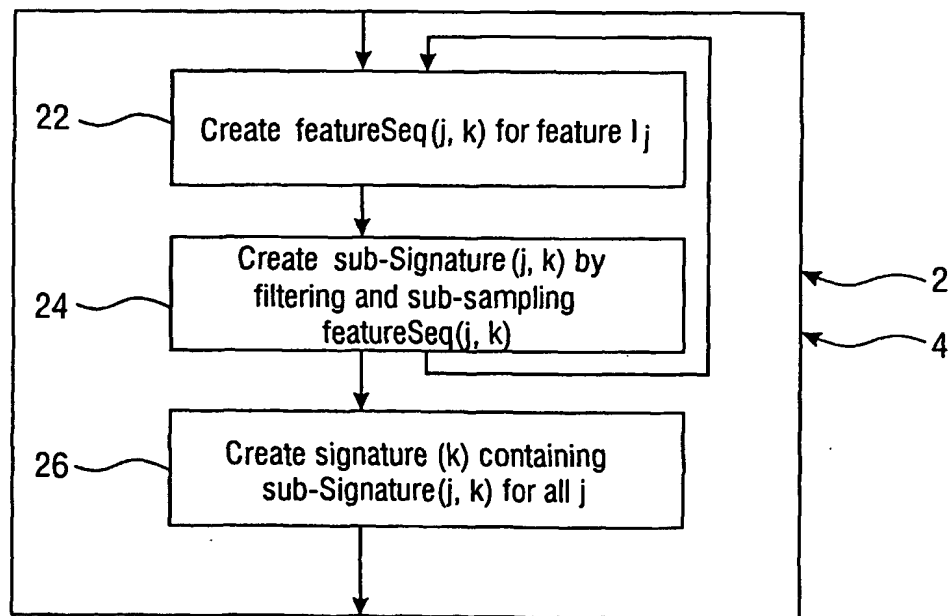 22
Create featureSeq(j, k) for feature I j
24
Create sub-Signature(j, k) by
filtering and sub-sampling
featureSeq(j, k)
2
4
26
Create signature (k) containing
sub-Signature(j, k) for all j